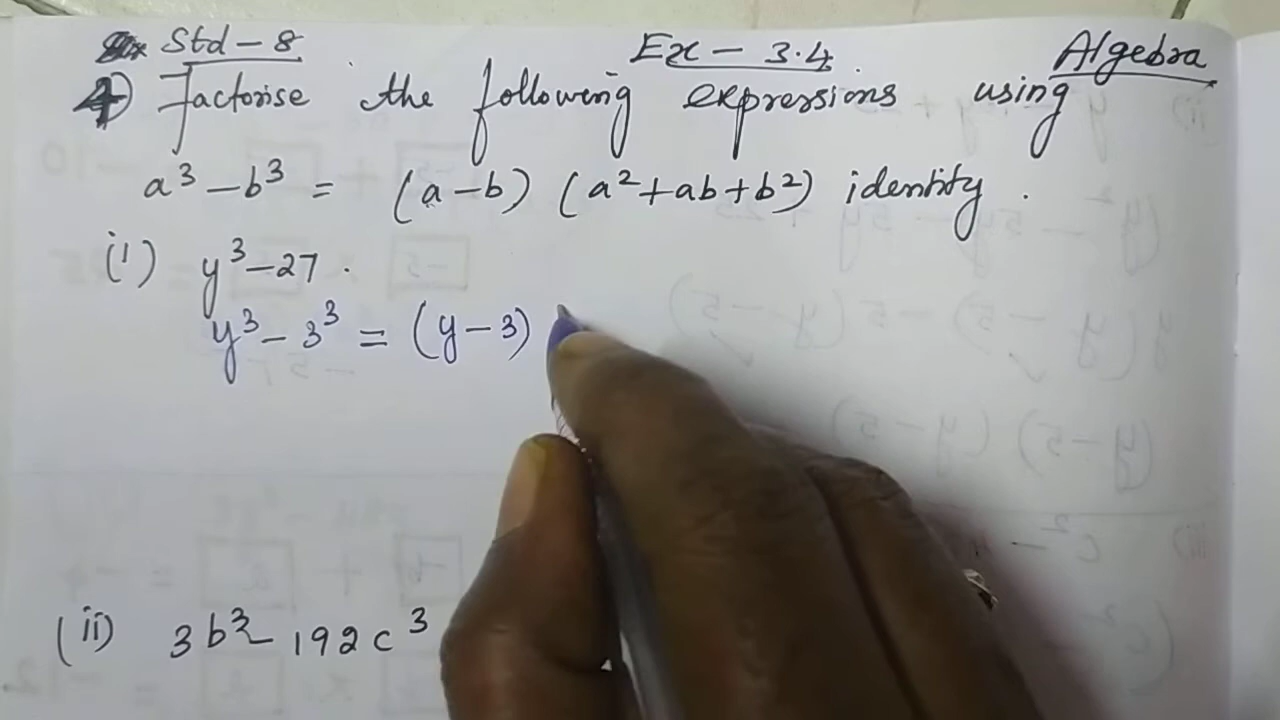 Std - 8 Ex - 3.4. Algebra
4) Factorise the following expressions using
a³ - b³ = (a - b) (a² + ab + b²) identity.
(i) y³ - 27.
y³ - 3³ = (y - 3)
(ii) 3b³ - 192c³